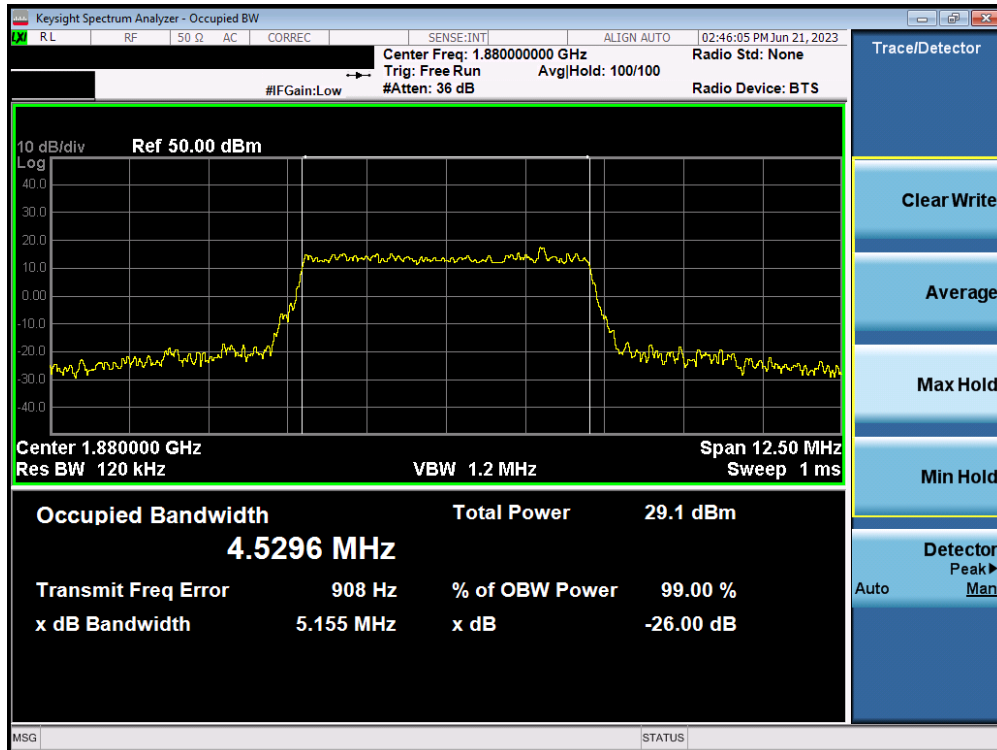 Keysight Spectrum Analyzer - Occupied BW
LXI RL RF 50 Ω AC CORREC SENSE:INT ALIGN AUTO 02:46:05 PM Jun 21, 2023
Center Freq: 1.880000000 GHz Radio Std: None
Trig: Free Run Avg|Hold: 100/100
#IFGain:Low #Atten: 36 dB Radio Device: BTS
10 dB/div Ref 50.00 dBm
Log
40.0
30.0
20.0
10.0
0.00
-10.0
-20.0
-30.0
-40.0
Center 1.880000 GHz Span 12.50 MHz
Res BW 120 kHz VBW 1.2 MHz Sweep 1 ms
Occupied Bandwidth Total Power 29.1 dBm
4.5296 MHz
Transmit Freq Error 908 Hz % of OBW Power 99.00 %
x dB Bandwidth 5.155 MHz x dB -26.00 dB
MSG STATUS
Trace/Detector
Clear Write
Average
Max Hold
Min Hold
Detector
Peak▶
Auto Man